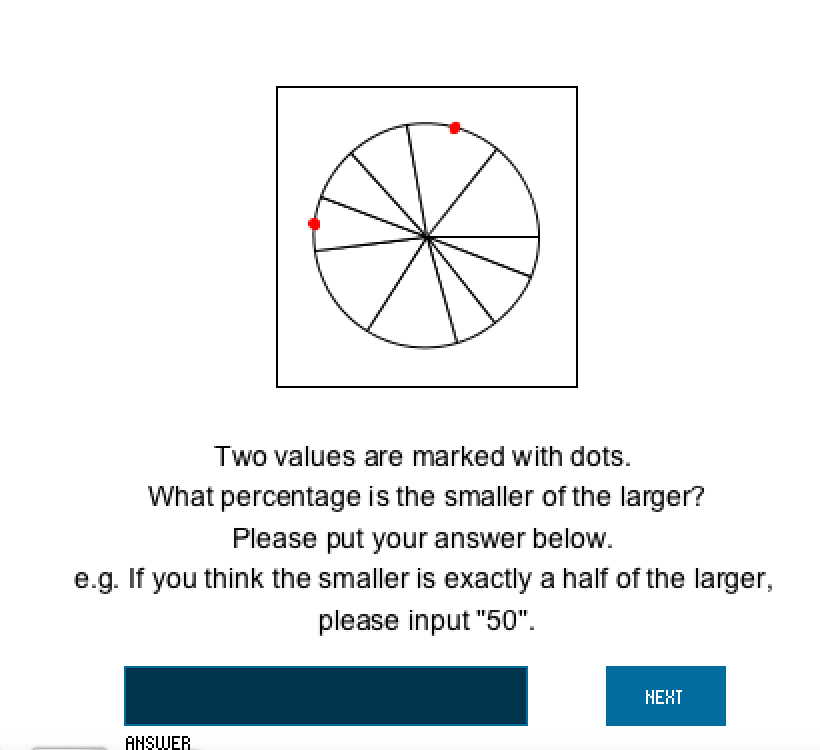 Two values are marked with dots.
What percentage is the smaller of the larger?
Please put your answer below.
e.g. If you think the smaller is exactly a half of the larger,
please input "50".
NEXT
ANSWER